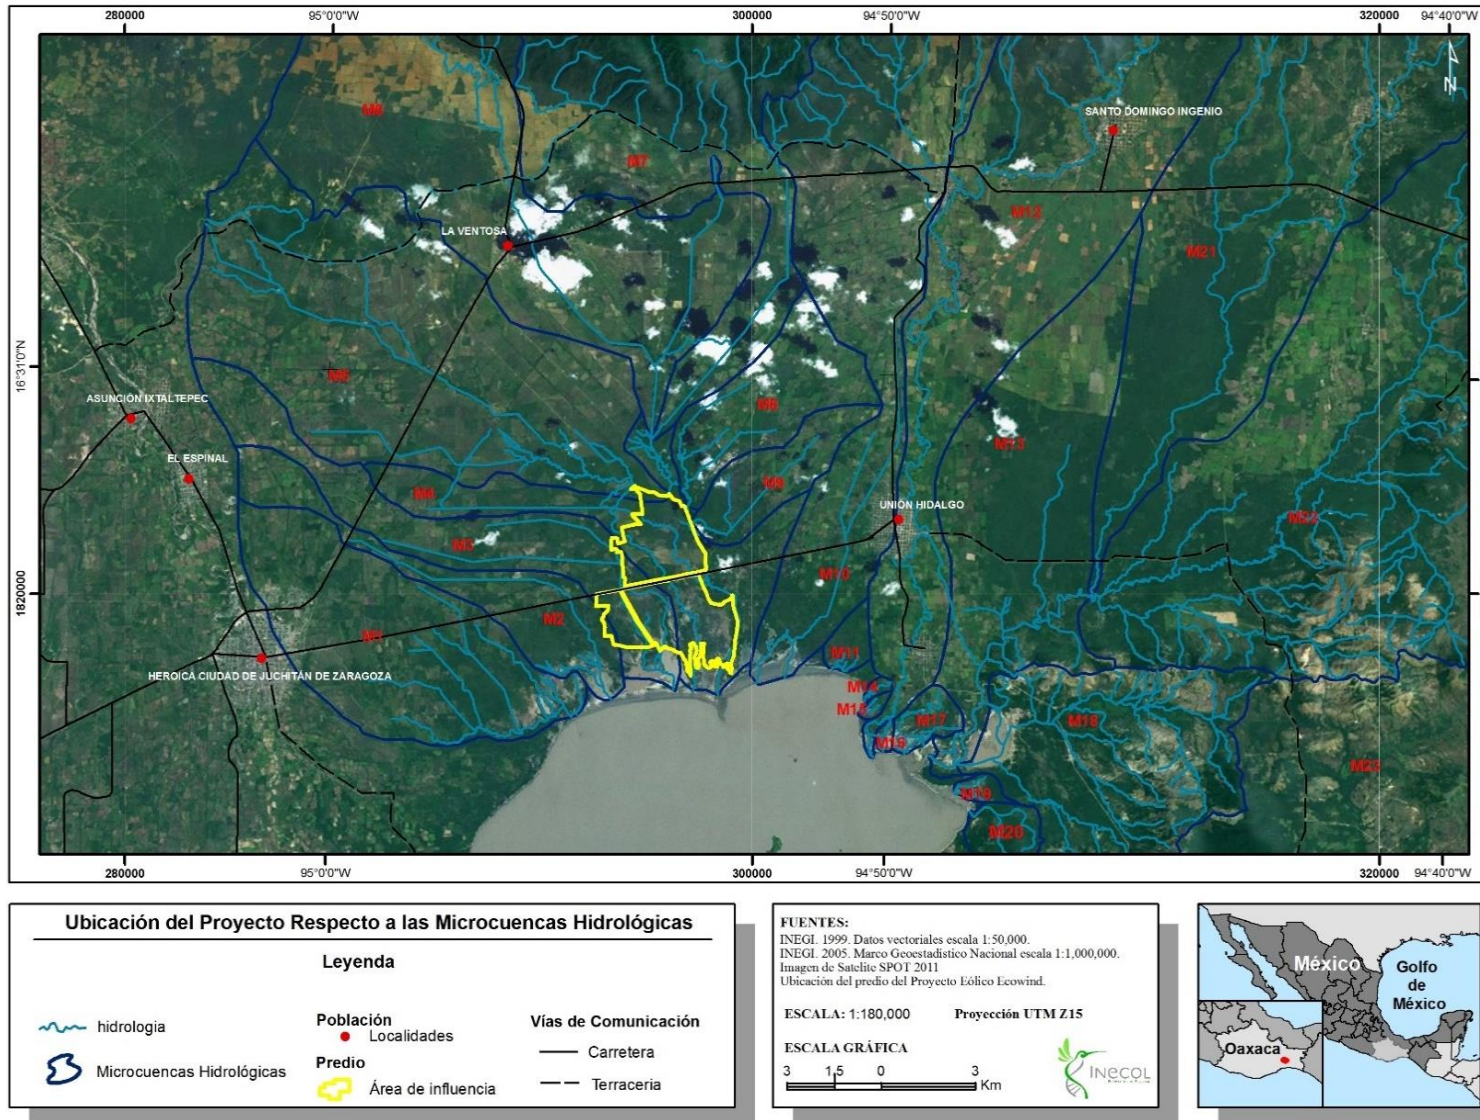 280000 95°0'0"W 300000 94°50'0"W 320000 94°40'0"W
N
SANTO DOMINGO INGENIO
M7
M12
LA VENTOSA
M21
16°31'0"N
ASUNCIÓN IXTALTEPEC
EL ESPINAL
M13
M4
M9
UNIÓN HIDALGO
M22
M3
M10
1820000
M2
M1
M11
HEROICA CIUDAD DE JUCHITÁN DE ZARAGOZA
M14
M15
M17
M18
M16
M23
M19
M20
280000 95°0'0"W 300000 94°50'0"W 320000 94°40'0"W
Ubicación del Proyecto Respecto a las Microcuencas Hidrológicas
Leyenda
hidrologia
Microcuencas Hidrológicas
Población
Localidades
Predio
Área de influencia
Vías de Comunicación
Carretera
Terraceria
FUENTES:
INEGI. 1999. Datos vectoriales escala 1:50,000.
INEGI. 2005. Marco Geoestadístico Nacional escala 1:1,000,000.
Imagen de Satelite SPOT 2011
Ubicación del predio del Proyecto Eólico Ecowind.
ESCALA: 1:180,000 Proyección UTM Z15
ESCALA GRÁFICA
3 1,5 0 3
Km
INECOL
México
Golfo
de
México
Oaxaca